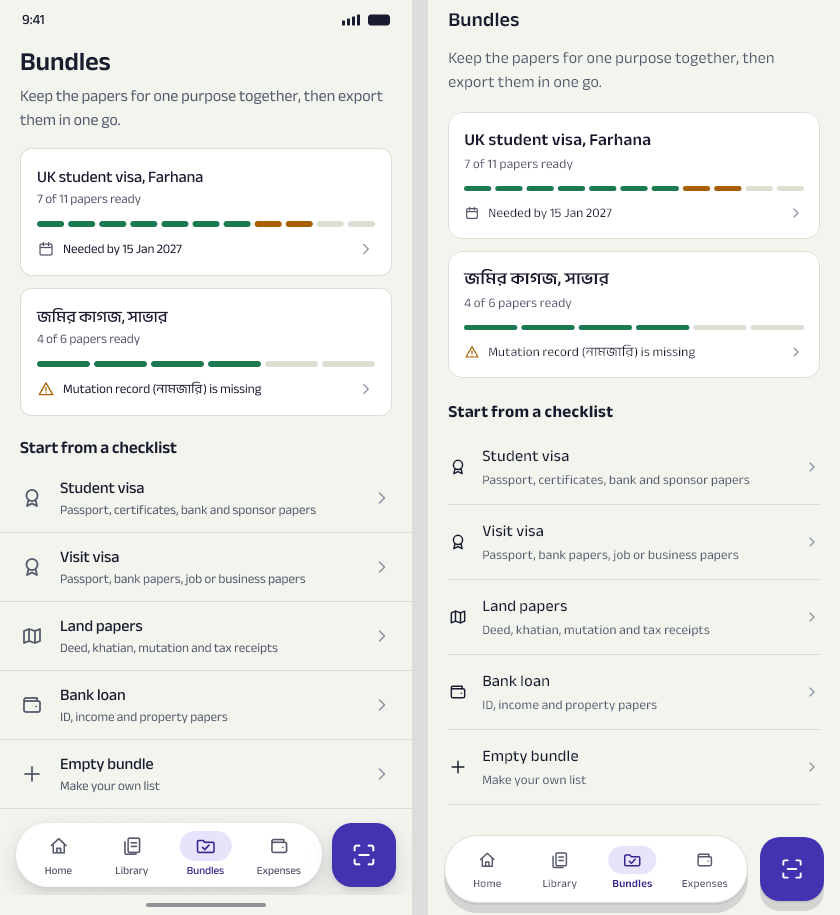 9:41
Bundles
Keep the papers for one purpose together, then export
them in one go.
UK student visa, Farhana
7 of 11 papers ready
Needed by 15 Jan 2027
জমির কাগজ, সাভার
4 of 6 papers ready
Mutation record (নামজারি) is missing
Start from a checklist
Student visa
Passport, certificates, bank and sponsor papers
Visit visa
Passport, bank papers, job or business papers
Land papers
Deed, khatian, mutation and tax receipts
Bank loan
ID, income and property papers
Empty bundle
Make your own list
Home Library Bundles Expenses
Bundles
Keep the papers for one purpose together, then
export them in one go.
UK student visa, Farhana
7 of 11 papers ready
Needed by 15 Jan 2027
জমির কাগজ, সাভার
4 of 6 papers ready
Mutation record (নামজারি) is missing
Start from a checklist
Student visa
Passport, certificates, bank and sponsor papers
Visit visa
Passport, bank papers, job or business papers
Land papers
Deed, khatian, mutation and tax receipts
Bank loan
ID, income and property papers
Empty bundle
Make your own list
Home Library Bundles Expenses